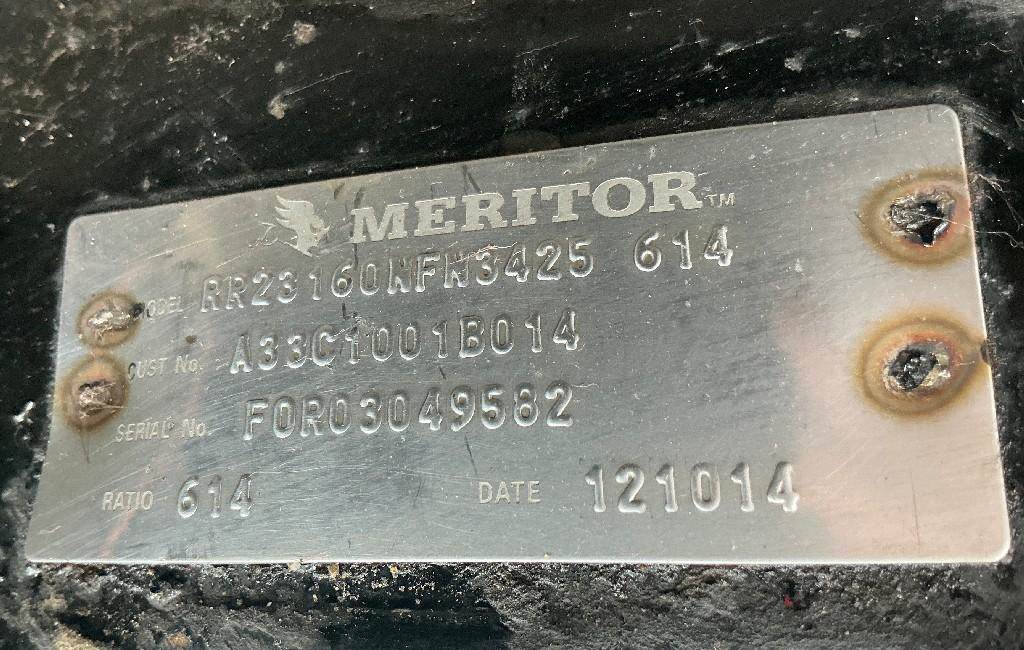 MERITOR™
MODEL RR23160NFN3425 614
CUST No. A33C1001B014
SERIAL No. FOR03049582
RATIO 614 DATE 121014